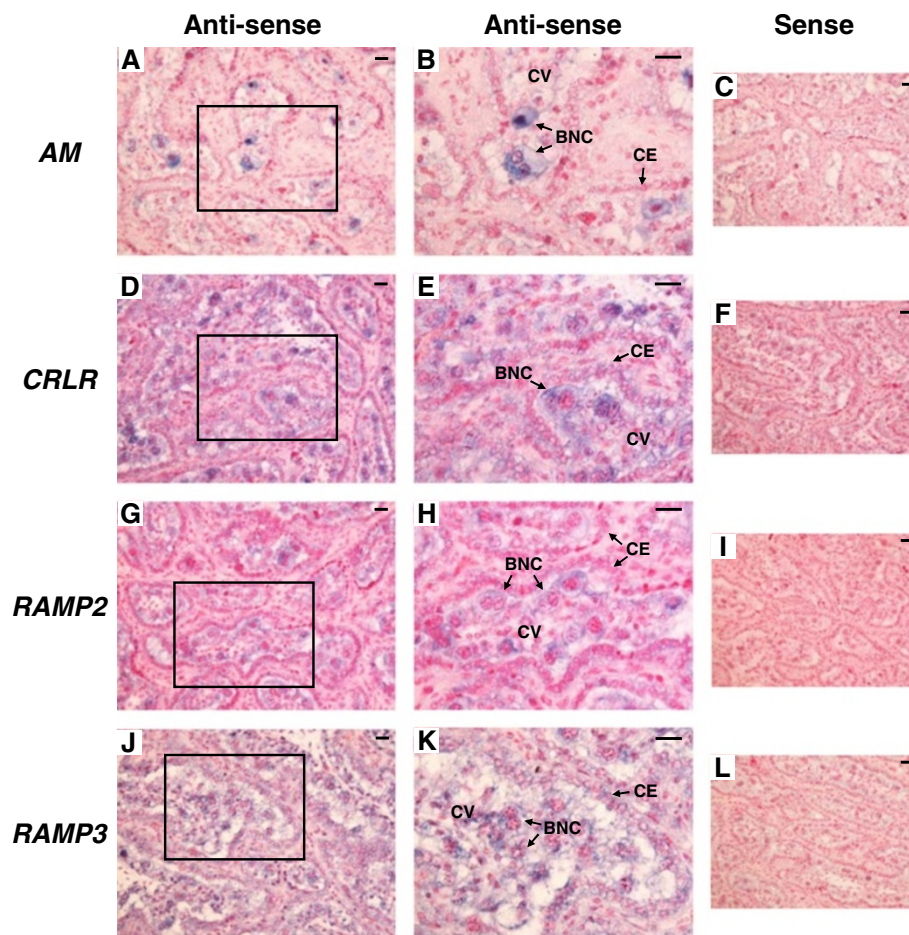 Anti-sense Anti-sense Sense
A B C
AM
CV
BNC
CE
D E F
CRLR
CE
BNC
CV
G H I
RAMP2
CE
BNC
CV
J K L
RAMP3
CE
CV
BNC